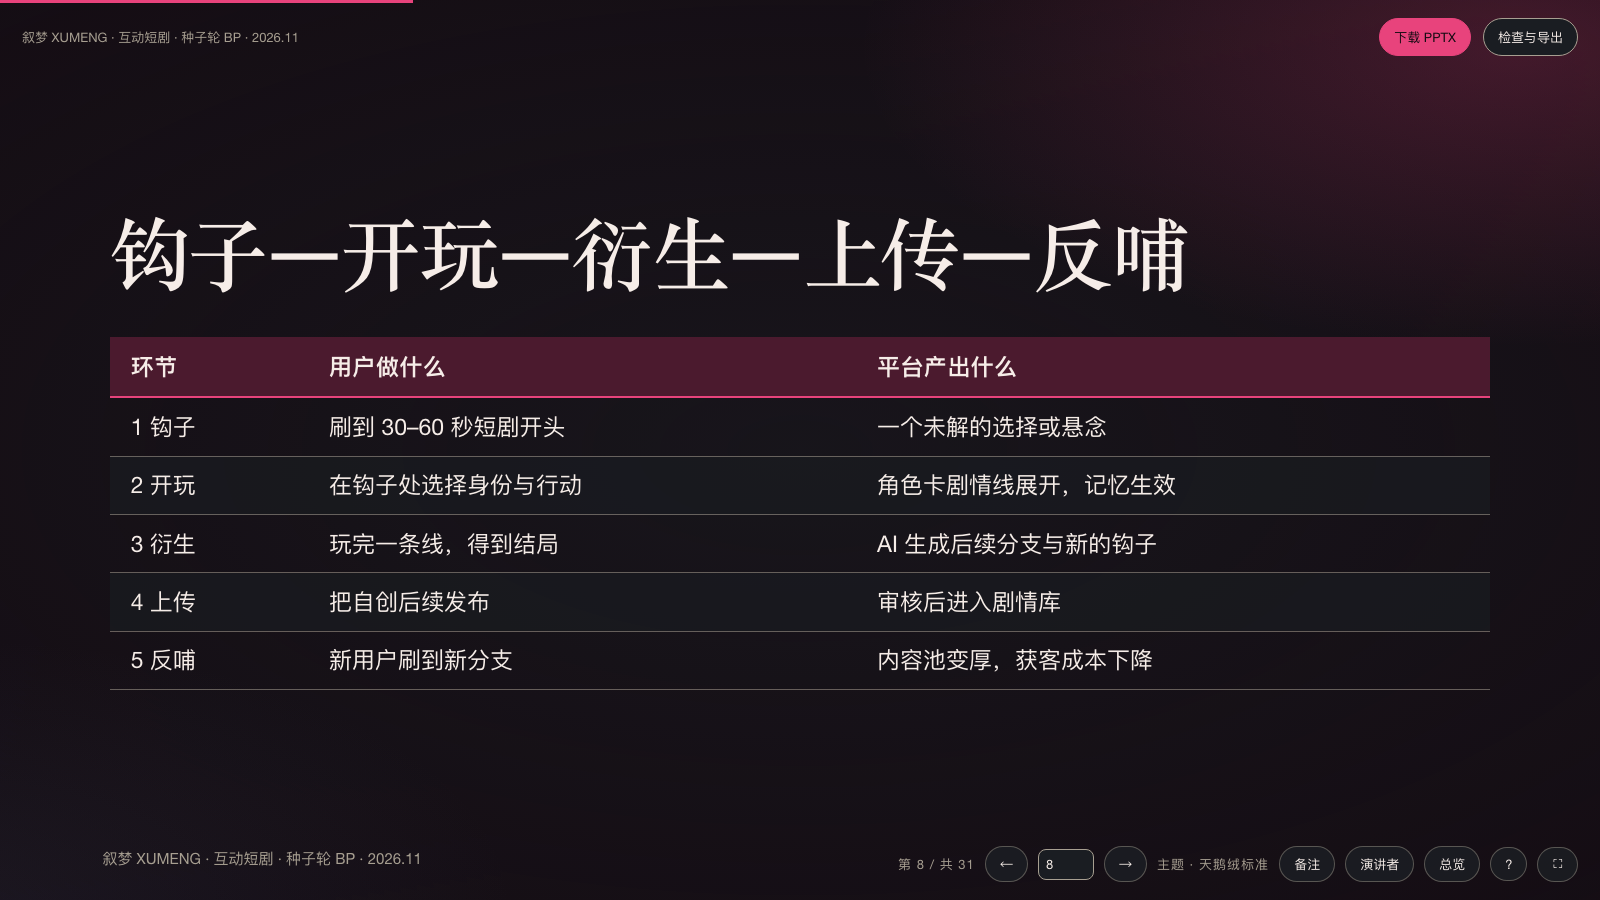 叙梦 XUMENG · 互动短剧 · 种子轮 BP · 2026.11
下载 PPTX
检查与导出
钩子—开玩—衍生—上传—反哺
环节 用户做什么 平台产出什么
1 钩子 刷到 30–60 秒短剧开头 一个未解的选择或悬念
2 开玩 在钩子处选择身份与行动 角色卡剧情线展开，记忆生效
3 衍生 玩完一条线，得到结局 AI 生成后续分支与新的钩子
4 上传 把自创后续发布 审核后进入剧情库
5 反哺 新用户刷到新分支 内容池变厚，获客成本下降
叙梦 XUMENG · 互动短剧 · 种子轮 BP · 2026.11
第 8 / 共 31 ← 8 → 主题 · 天鹅绒标准 备注 演讲者 总览 ? ⛶